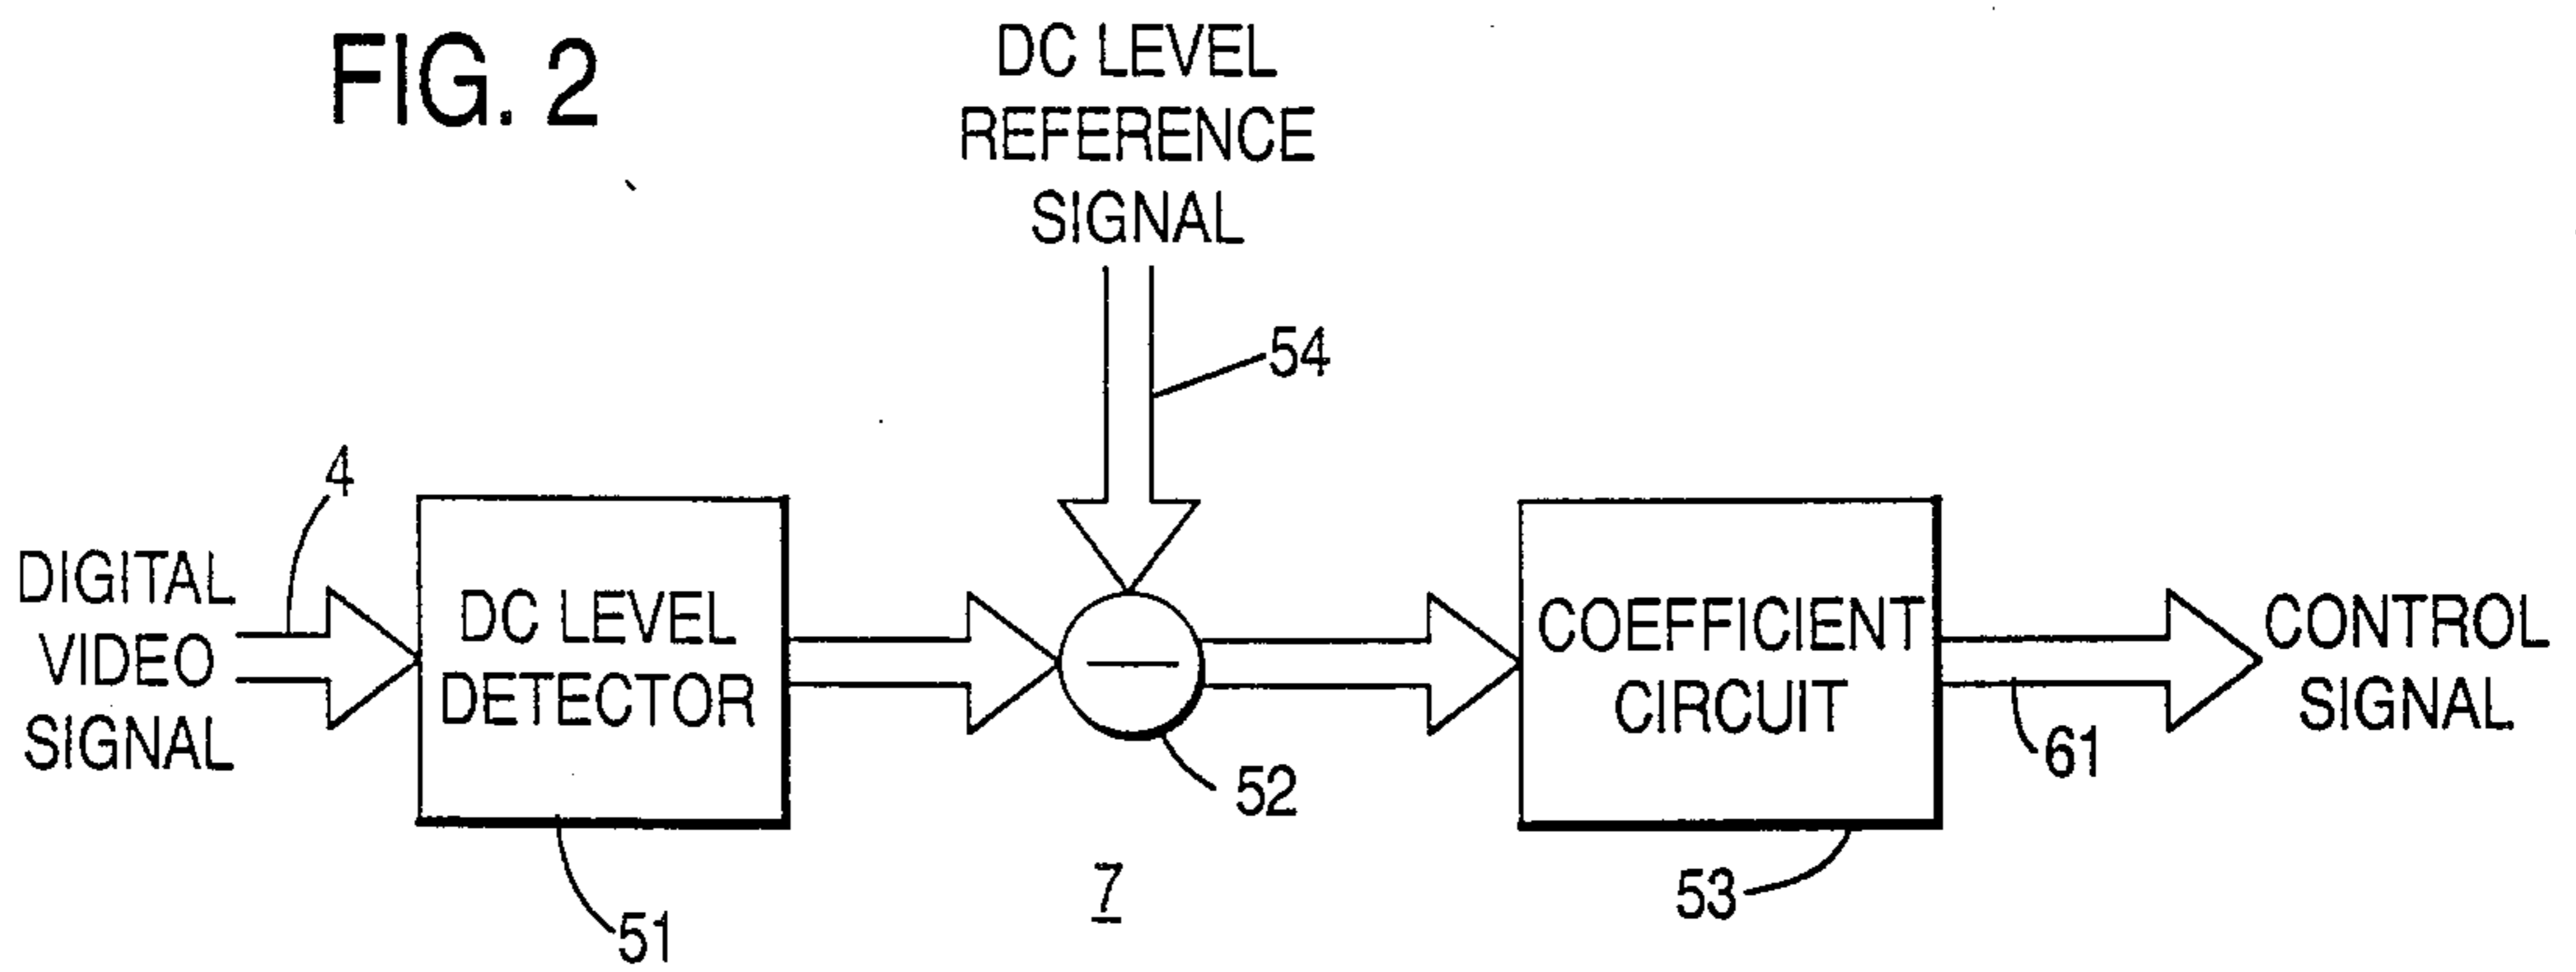 FIG. 2
DC LEVEL
REFERENCE
SIGNAL
54
4
DIGITAL
VIDEO
SIGNAL
DC LEVEL
DETECTOR
51
52
7
COEFFICIENT
CIRCUIT
53
61
CONTROL
SIGNAL